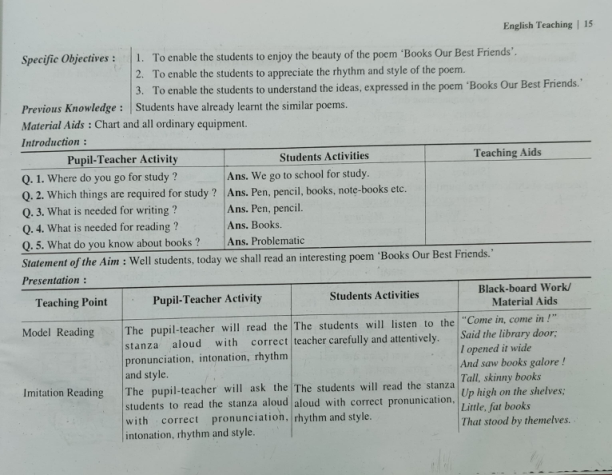 English Teaching | 15
Specific Objectives : 1. To enable the students to enjoy the beauty of the poem 'Books Our Best Friends'.
2. To enable the students to appreciate the rhythm and style of the poem.
3. To enable the students to understand the ideas, expressed in the poem 'Books Our Best Friends.'
Previous Knowledge : Students have already learnt the similar poems.
Material Aids : Chart and all ordinary equipment.
Introduction :
Pupil-Teacher Activity Students Activities Teaching Aids
Q. 1. Where do you go for study ? Ans. We go to school for study.
Q. 2. Which things are required for study ? Ans. Pen, pencil, books, note-books etc.
Q. 3. What is needed for writing ? Ans. Pen, pencil.
Q. 4. What is needed for reading ? Ans. Books.
Q. 5. What do you know about books ? Ans. Problematic
Statement of the Aim : Well students, today we shall read an interesting poem 'Books Our Best Friends.'
Presentation :
Teaching Point Pupil-Teacher Activity Students Activities Black-board Work/
Material Aids
Model Reading
The pupil-teacher will read the
stanza aloud with correct
pronunciation, intonation, rhythm
and style.
The students will listen to the
teacher carefully and attentively.
"Come in, come in !"
Said the library door;
I opened it wide
And saw books galore !
Imitation Reading
The pupil-teacher will ask the
students to read the stanza aloud
with correct pronunciation,
intonation, rhythm and style.
The students will read the stanza
aloud with correct pronunication,
rhythm and style.
Tall, skinny books
Up high on the shelves;
Little, fat books
That stood by themelves.